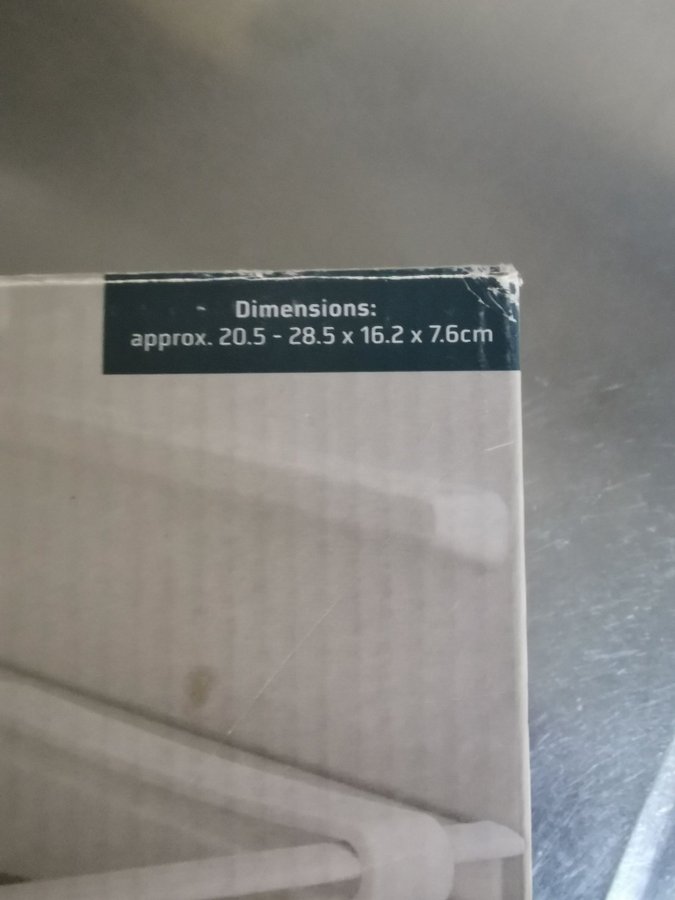 Dimensions:
approx. 20.5 - 28.5 x 16.2 x 7.6cm